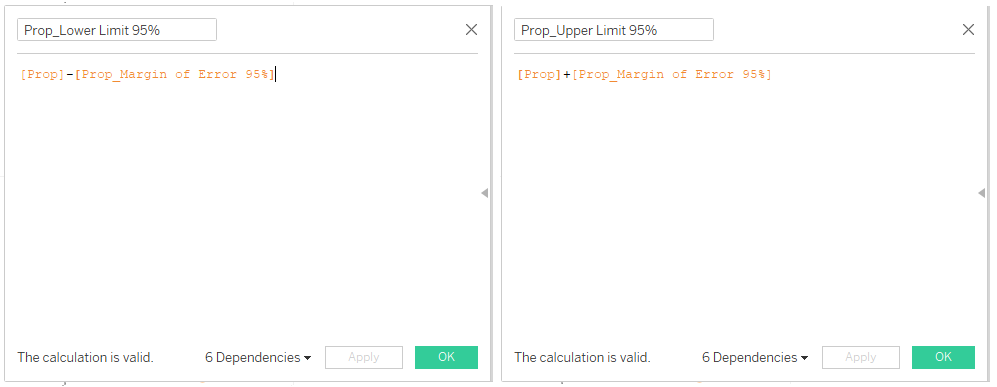 Prop_Lower Limit 95%
[Prop]-[Prop_Margin of Error 95%]
The calculation is valid.
6 Dependencies
Apply
OK
Prop_Upper Limit 95%
[Prop]+[Prop_Margin of Error 95%]
The calculation is valid.
6 Dependencies
Apply
OK